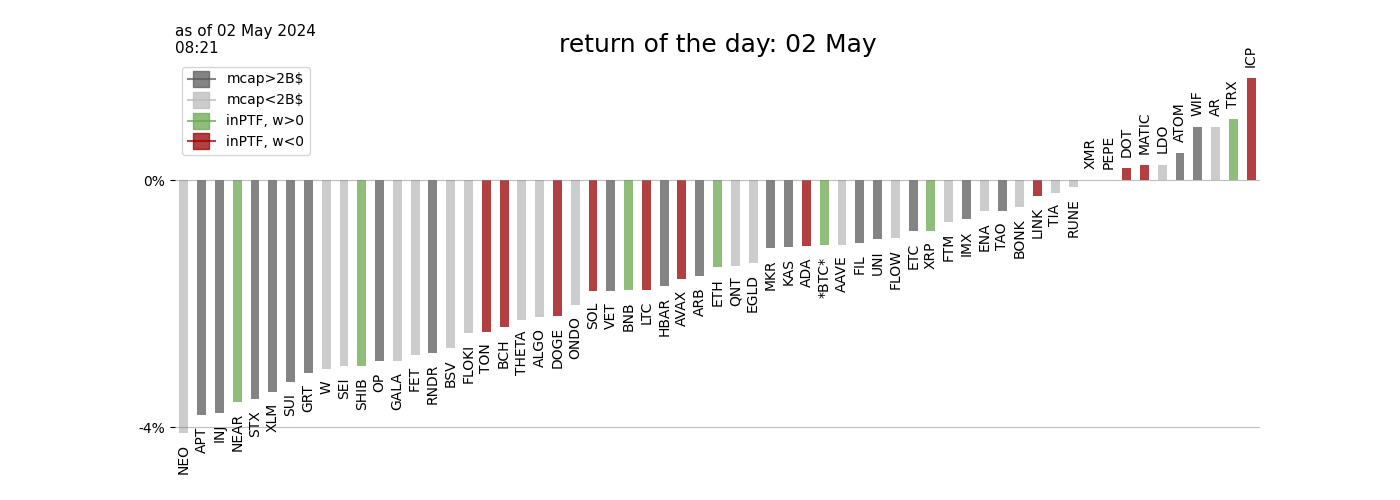 as of 02 May 2024
08:21
return of the day: 02 May
mcap>2B$
mcap<2B$
inPTF, w>0
inPTF, w<0
0%
-4%
NEO
APT
INJ
NEAR
STX
XLM
SUI
GRT
W
SEI
SHIB
OP
GALA
FET
RNDR
BSV
FLOKI
TON
BCH
THETA
ALGO
DOGE
ONDO
SOL
VET
BNB
LTC
HBAR
AVAX
ARB
ETH
QNT
EGLD
MKR
KAS
ADA
*BTC*
AAVE
FIL
UNI
FLOW
ETC
XRP
FTM
IMX
ENA
TAO
BONK
LINK
TIA
RUNE
XMR
PEPE
DOT
MATIC
LDO
ATOM
WIF
AR
TRX
ICP